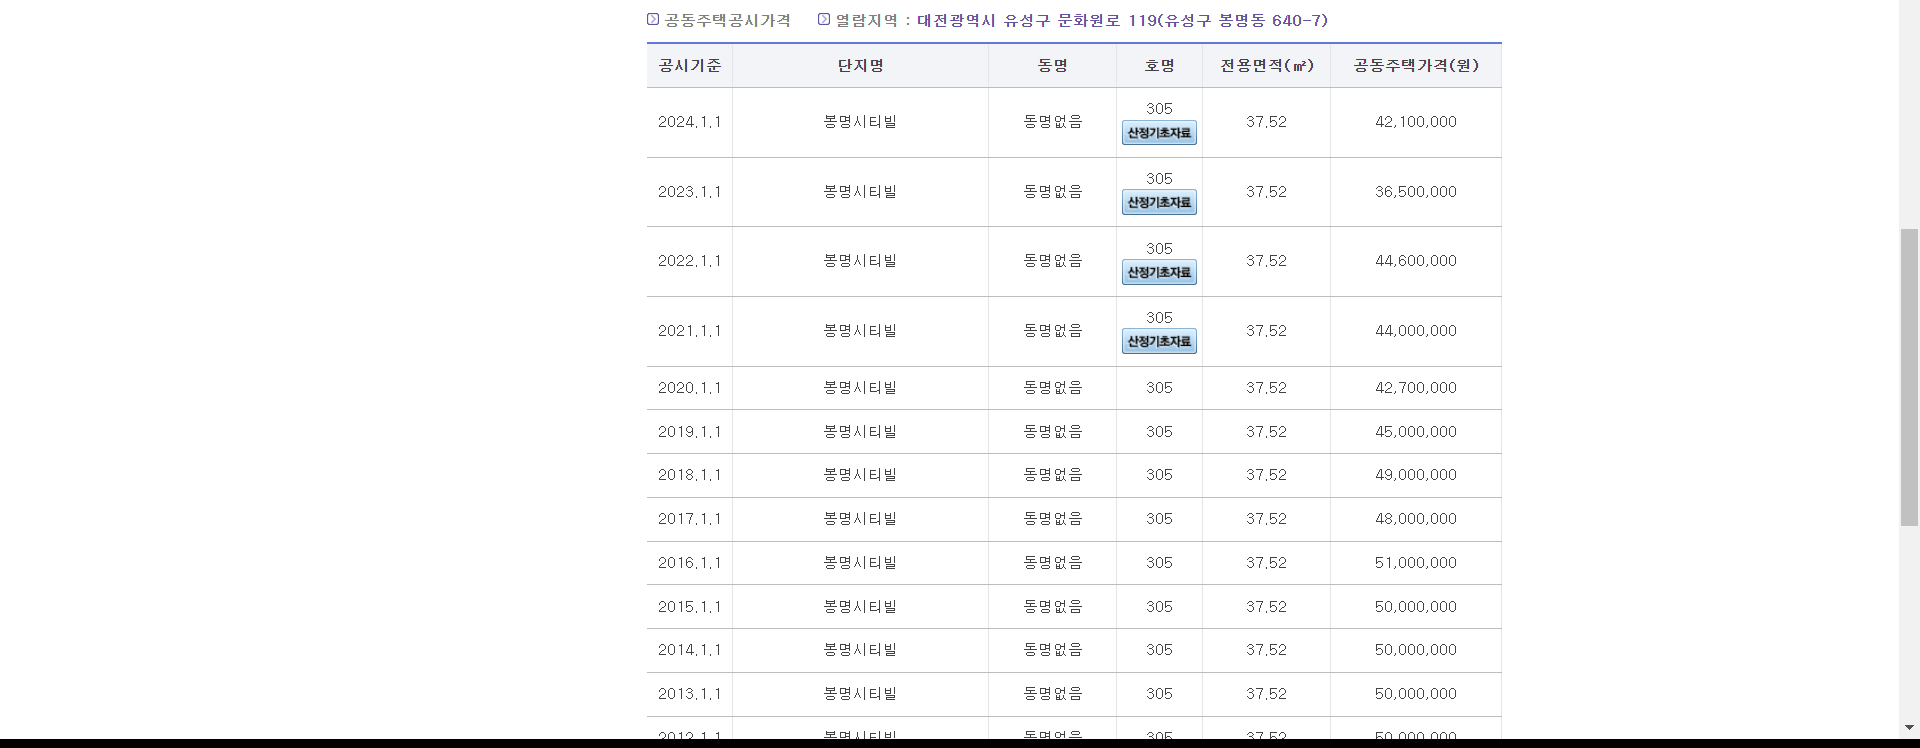 공동주택공시가격 열람지역 : 대전광역시 유성구 문화원로 119(유성구 봉명동 640-7)
공시기준 단지명 동명 호명 전용면적(㎡) 공동주택가격(원)
2024.1.1 봉명시티빌 동명없음 305 산정기초자료 37.52 42,100,000
2023.1.1 봉명시티빌 동명없음 305 산정기초자료 37.52 36,500,000
2022.1.1 봉명시티빌 동명없음 305 산정기초자료 37.52 44,600,000
2021.1.1 봉명시티빌 동명없음 305 산정기초자료 37.52 44,000,000
2020.1.1 봉명시티빌 동명없음 305 37.52 42,700,000
2019.1.1 봉명시티빌 동명없음 305 37.52 45,000,000
2018.1.1 봉명시티빌 동명없음 305 37.52 49,000,000
2017.1.1 봉명시티빌 동명없음 305 37.52 48,000,000
2016.1.1 봉명시티빌 동명없음 305 37.52 51,000,000
2015.1.1 봉명시티빌 동명없음 305 37.52 50,000,000
2014.1.1 봉명시티빌 동명없음 305 37.52 50,000,000
2013.1.1 봉명시티빌 동명없음 305 37.52 50,000,000
2012.1.1 봉명시티빌 동명없음 305 37.52 50,000,000